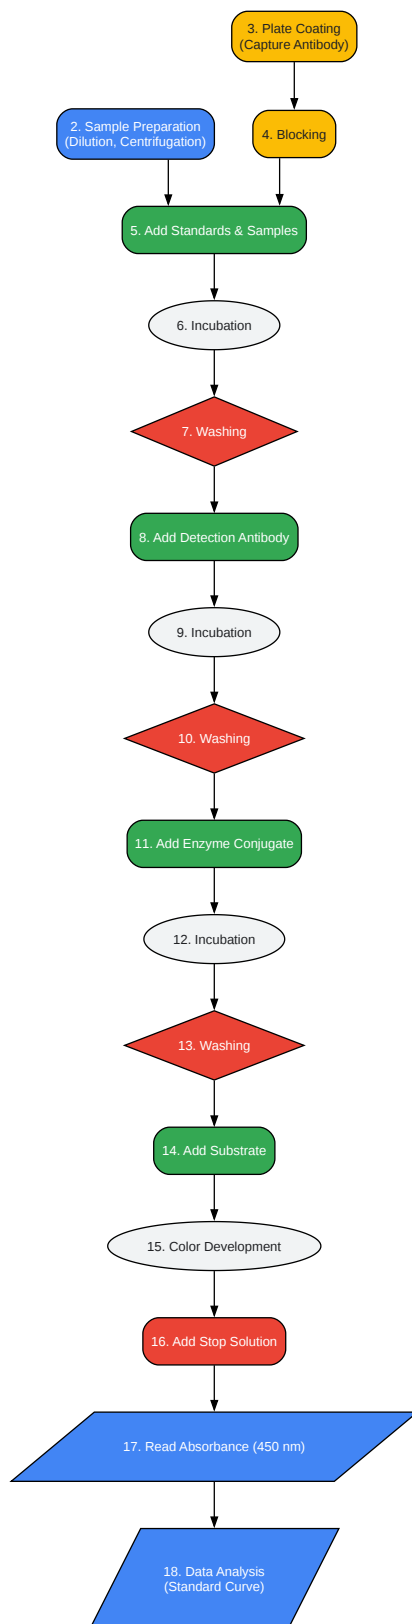 3. Plate Coating
(Capture Antibody)
2. Sample Preparation
(Dilution, Centrifugation)
4. Blocking
5. Add Standards & Samples
6. Incubation
7. Washing
8. Add Detection Antibody
9. Incubation
10. Washing
11. Add Enzyme Conjugate
12. Incubation
13. Washing
14. Add Substrate
15. Color Development
16. Add Stop Solution
17. Read Absorbance (450 nm)
18. Data Analysis
(Standard Curve)